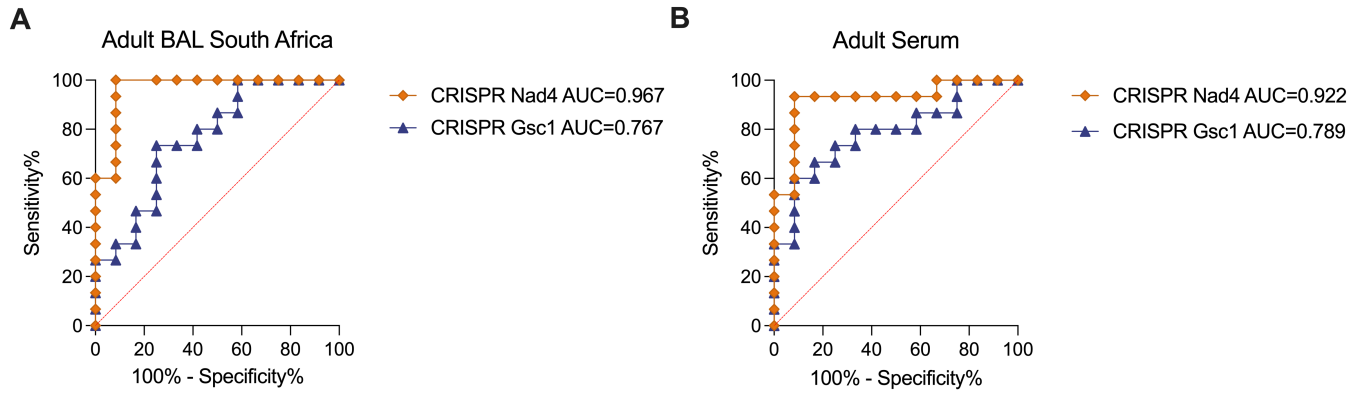 A
Adult BAL South Africa
Sensitivity%
100
80
60
40
20
0
0 20 40 60 80 100
100% - Specificity%
CRISPR Nad4 AUC=0.967
CRISPR Gsc1 AUC=0.767
B
Adult Serum
Sensitivity%
100
80
60
40
20
0
0 20 40 60 80 100
100% - Specificity%
CRISPR Nad4 AUC=0.922
CRISPR Gsc1 AUC=0.789